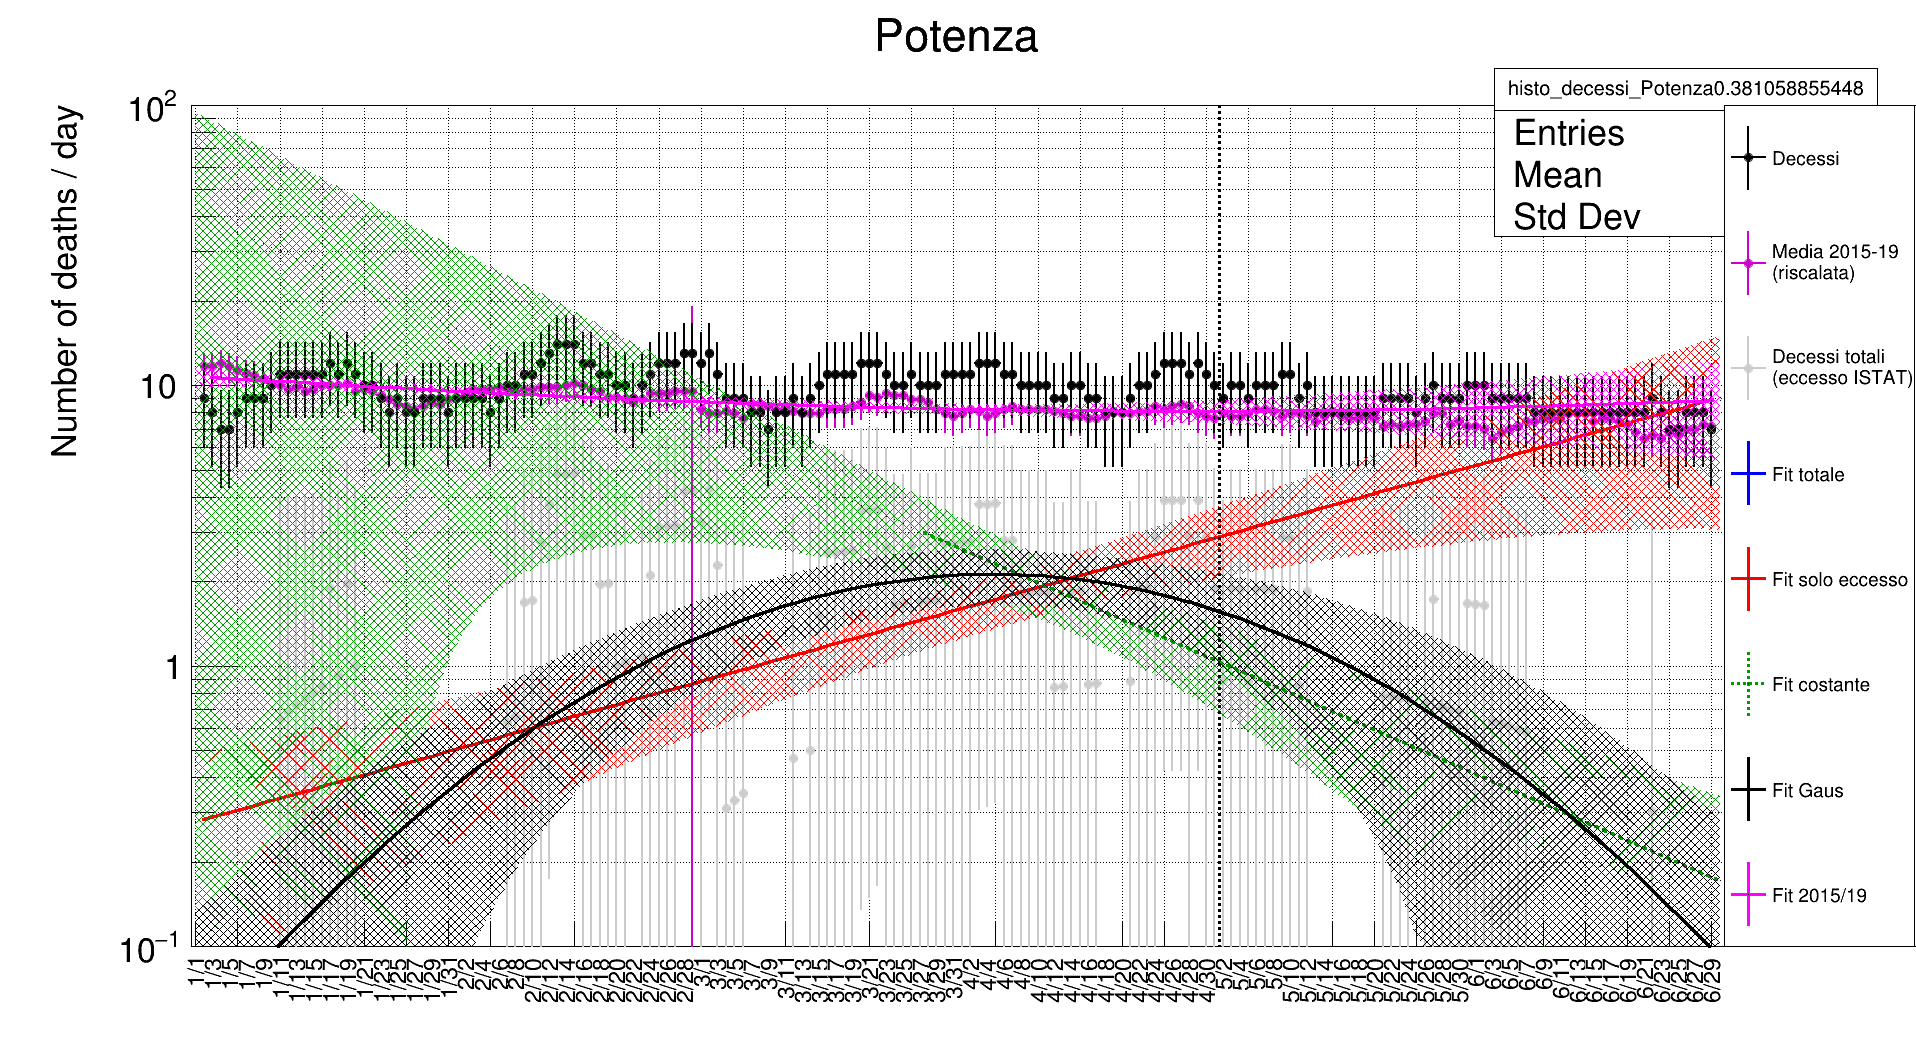 Potenza
Number of deaths / day
10²
10
1
10⁻¹
histo_decessi_Potenza0.381058855448
Entries
Mean
Std Dev
Decessi
Media 2015-19
(riscalata)
Decessi totali
(eccesso ISTAT)
Fit totale
Fit solo eccesso
Fit costante
Fit Gaus
Fit 2015/19
1/1 1/3 1/5 1/7 1/9 1/11 1/13 1/15 1/17 1/19 1/21 1/23 1/25 1/27 1/29 1/31 2/2 2/4 2/6 2/8 2/10 2/12 2/14 2/16 2/18 2/20 2/22 2/24 2/26 2/28 3/1 3/3 3/5 3/7 3/9 3/11 3/13 3/15 3/17 3/19 3/21 3/23 3/25 3/27 3/29 3/31 4/2 4/4 4/6 4/8 4/10 4/12 4/14 4/16 4/18 4/20 4/22 4/24 4/26 4/28 4/30 5/2 5/4 5/6 5/8 5/10 5/12 5/14 5/16 5/18 5/20 5/22 5/24 5/26 5/28 5/30 6/1 6/3 6/5 6/7 6/9 6/11 6/13 6/15 6/17 6/19 6/21 6/23 6/25 6/27 6/29